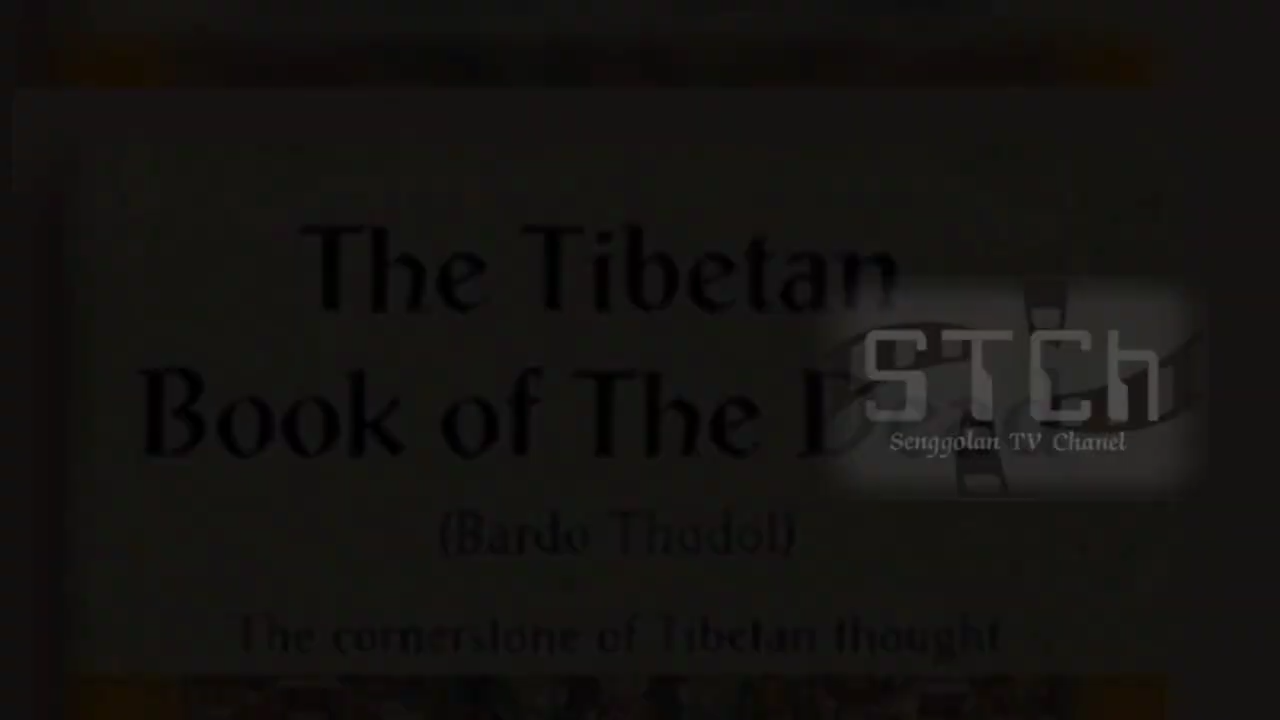 The Tibetan
Book of The
STCh
Senggolan TV Chanel
(Bardo Thodol)
The cornerstone of Tibetan thought